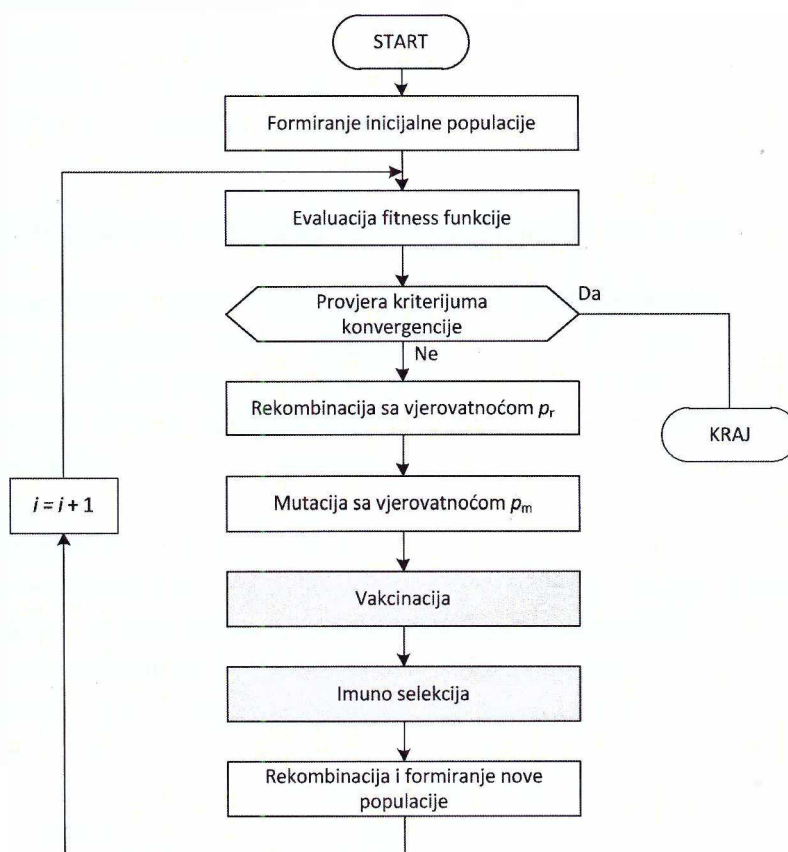 START
Formiranje inicijalne populacije
Evaluacija fitness funkcije
Provjera kriterijuma
konvergencije
Da
Ne
Rekombinacija sa vjerovatnoćom pr
KRAJ
Mutacija sa vjerovatnoćom pm
i = i + 1
Vakcinacija
Imuno selekcija
Rekombinacija i formiranje nove
populacije